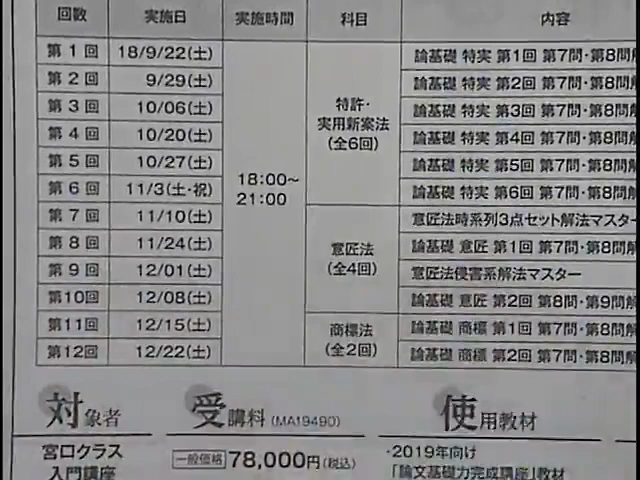 回数 実施日 実施時間 科目 内容
第1回 18/9/22(土) 論基礎 特実 第1回 第7問・第8問解
第2回 9/29(土) 論基礎 特実 第2回 第7問・第8問解
第3回 10/06(土) 論基礎 特実 第3回 第7問・第8問解
第4回 10/20(土) 論基礎 特実 第4回 第7問・第8問解
第5回 10/27(土) 論基礎 特実 第5回 第7問・第8問解
第6回 11/3(土・祝) 論基礎 特実 第6回 第7問・第8問解
特許・
実用新案法
(全6回)
18:00〜
21:00
第7回 11/10(土) 意匠法時系列3点セット解法マスター
第8回 11/24(土) 論基礎 意匠 第1回 第7問・第8問解
第9回 12/01(土) 意匠法侵害系解法マスター
第10回 12/08(土) 論基礎 意匠 第2回 第8問・第9問解
意匠法
(全4回)
第11回 12/15(土) 論基礎 商標 第1回 第7問・第8問解
第12回 12/22(土) 論基礎 商標 第2回 第7問・第8問解
商標法
(全2回)
対象者
宮口クラス
入門講座
受講料(MA19490)
一般価格 78,000円(税込)
使用教材
・2019年向け
「論文基礎力完成講座」教材